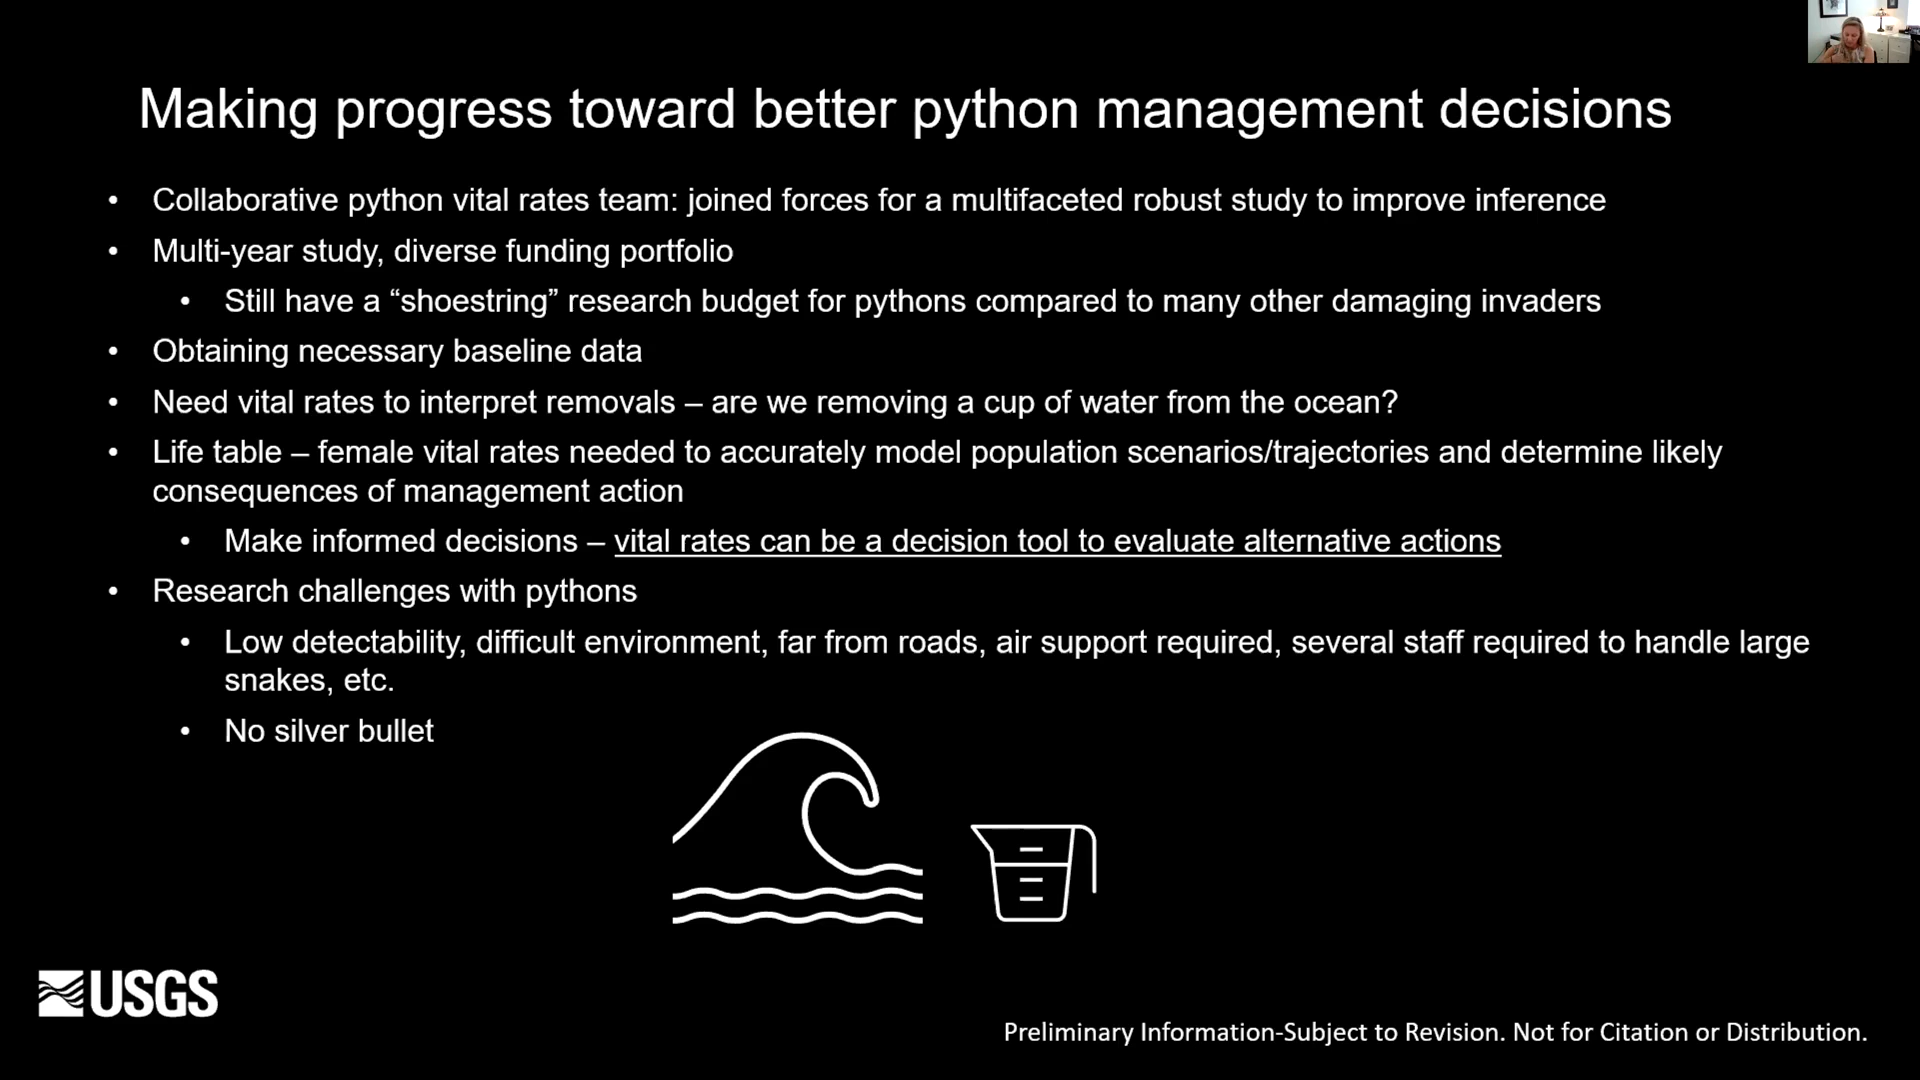 Making progress toward better python management decisions
• Collaborative python vital rates team: joined forces for a multifaceted robust study to improve inference
• Multi-year study, diverse funding portfolio
• Still have a “shoestring” research budget for pythons compared to many other damaging invaders
• Obtaining necessary baseline data
• Need vital rates to interpret removals – are we removing a cup of water from the ocean?
• Life table – female vital rates needed to accurately model population scenarios/trajectories and determine likely
consequences of management action
• Make informed decisions – vital rates can be a decision tool to evaluate alternative actions
• Research challenges with pythons
• Low detectability, difficult environment, far from roads, air support required, several staff required to handle large
snakes, etc.
• No silver bullet
USGS
Preliminary Information-Subject to Revision. Not for Citation or Distribution.